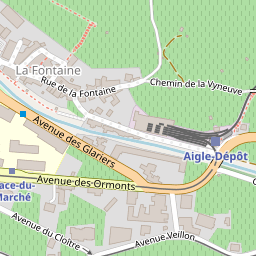 La Fontaine
Rue de la Fontaine
Chemin de la Vyneuve
Avenue des Glariers
Aigle-Dépôt
Avenue des Ormonts
ace-du-
Marché
Avenue du Cloître
Avenue Veillon